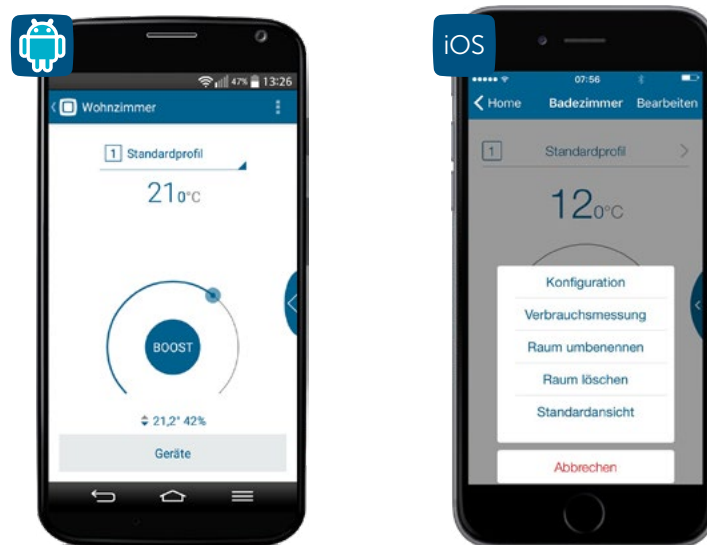 47% 13:26
Wohnzimmer
1 Standardprofil
21 0°C
BOOST
21,2° 42%
Geräte
iOS
07:56
Home Badezimmer Bearbeiten
1 Standardprofil
12 0°C
Konfiguration
Verbrauchsmessung
Raum umbenennen
Raum löschen
Standardansicht
Abbrechen